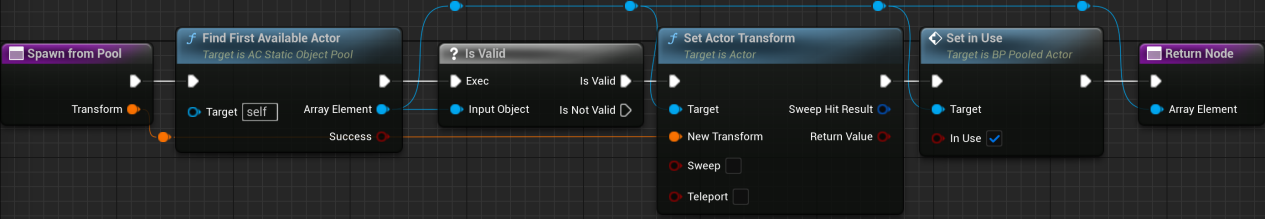 Spawn from Pool
Transform
Find First Available Actor
Target is AC Static Object Pool
Target self Array Element
Success
? Is Valid
Exec Is Valid
Input Object Is Not Valid
Set Actor Transform
Target is Actor
Target Sweep Hit Result
New Transform Return Value
Sweep
Teleport
Set in Use
Target is BP Pooled Actor
Target
In Use
Return Node
Array Element